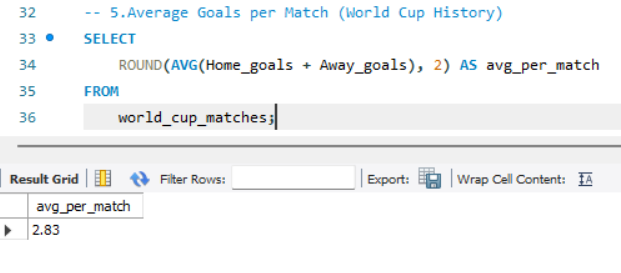 32 -- 5.Average Goals per Match (World Cup History)
33 SELECT
34 ROUND(AVG(Home_goals + Away_goals), 2) AS avg_per_match
35 FROM
36 world_cup_matches;
Result Grid Filter Rows: Export: Wrap Cell Content: IA
avg_per_match
2.83